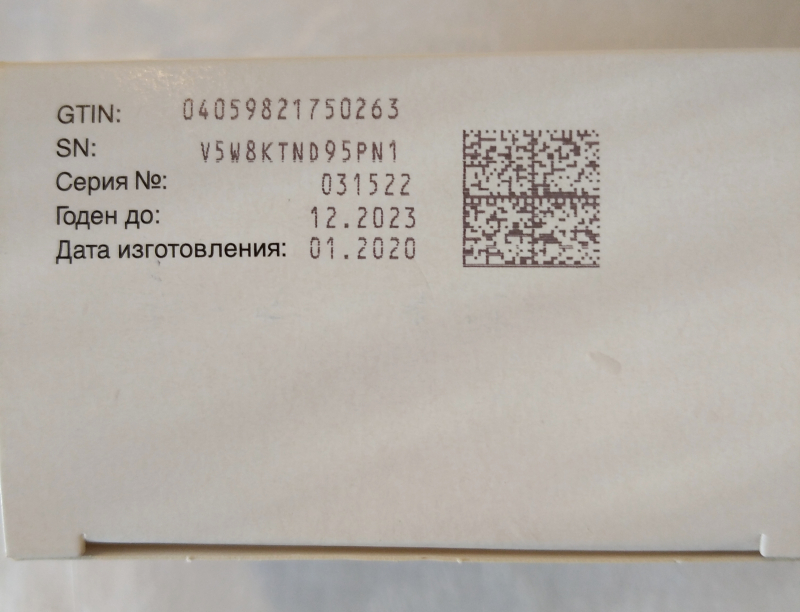 GTIN: 04059821750263
SN: V5W8KTND95PN1
Серия №: 031522
Годен до: 12.2023
Дата изготовления: 01.2020